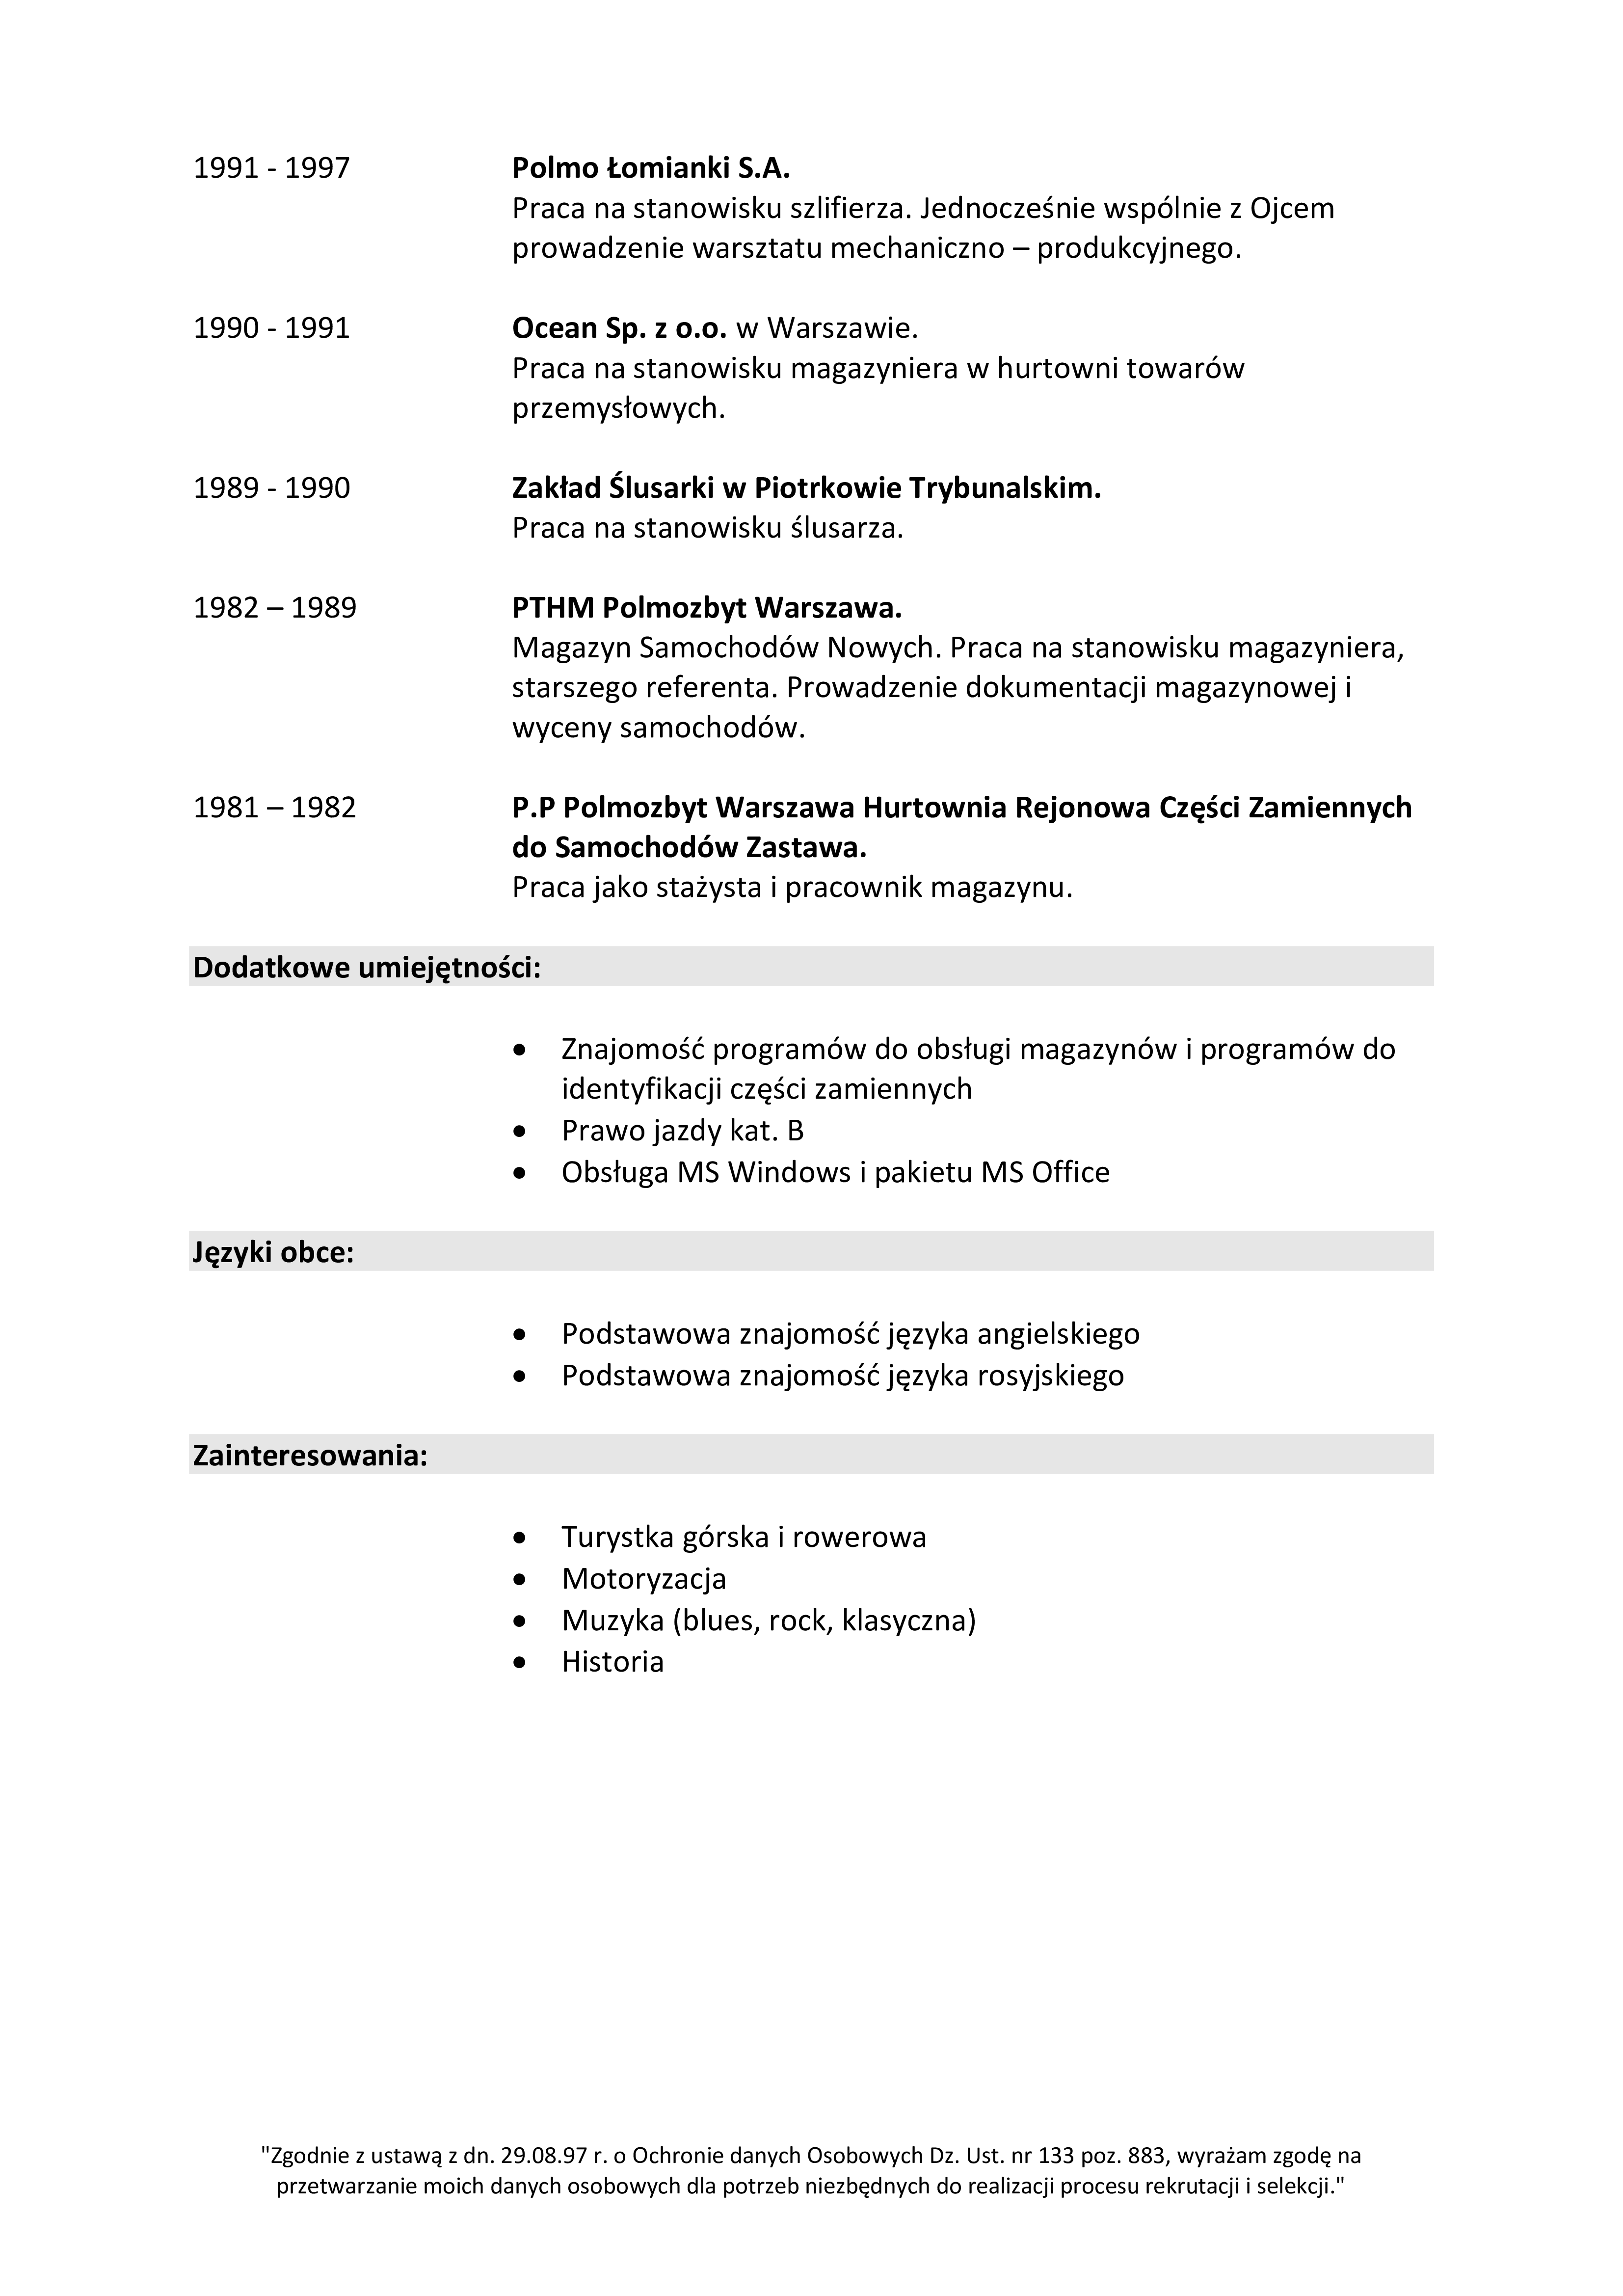 1991 - 1997 Polmo Łomianki S.A.
Praca na stanowisku szlifierza. Jednocześnie wspólnie z Ojcem
prowadzenie warsztatu mechaniczno – produkcyjnego.
1990 - 1991 Ocean Sp. z o.o. w Warszawie.
Praca na stanowisku magazyniera w hurtowni towarów
przemysłowych.
1989 - 1990 Zakład Ślusarki w Piotrkowie Trybunalskim.
Praca na stanowisku ślusarza.
1982 – 1989 PTHM Polmozbyt Warszawa.
Magazyn Samochodów Nowych. Praca na stanowisku magazyniera,
starszego referenta. Prowadzenie dokumentacji magazynowej i
wyceny samochodów.
1981 – 1982 P.P Polmozbyt Warszawa Hurtownia Rejonowa Części Zamiennych
do Samochodów Zastawa.
Praca jako stażysta i pracownik magazynu.
Dodatkowe umiejętności:
• Znajomość programów do obsługi magazynów i programów do
identyfikacji części zamiennych
• Prawo jazdy kat. B
• Obsługa MS Windows i pakietu MS Office
Języki obce:
• Podstawowa znajomość języka angielskiego
• Podstawowa znajomość języka rosyjskiego
Zainteresowania:
• Turystka górska i rowerowa
• Motoryzacja
• Muzyka (blues, rock, klasyczna)
• Historia
"Zgodnie z ustawą z dn. 29.08.97 r. o Ochronie danych Osobowych Dz. Ust. nr 133 poz. 883, wyrażam zgodę na
przetwarzanie moich danych osobowych dla potrzeb niezbędnych do realizacji procesu rekrutacji i selekcji."